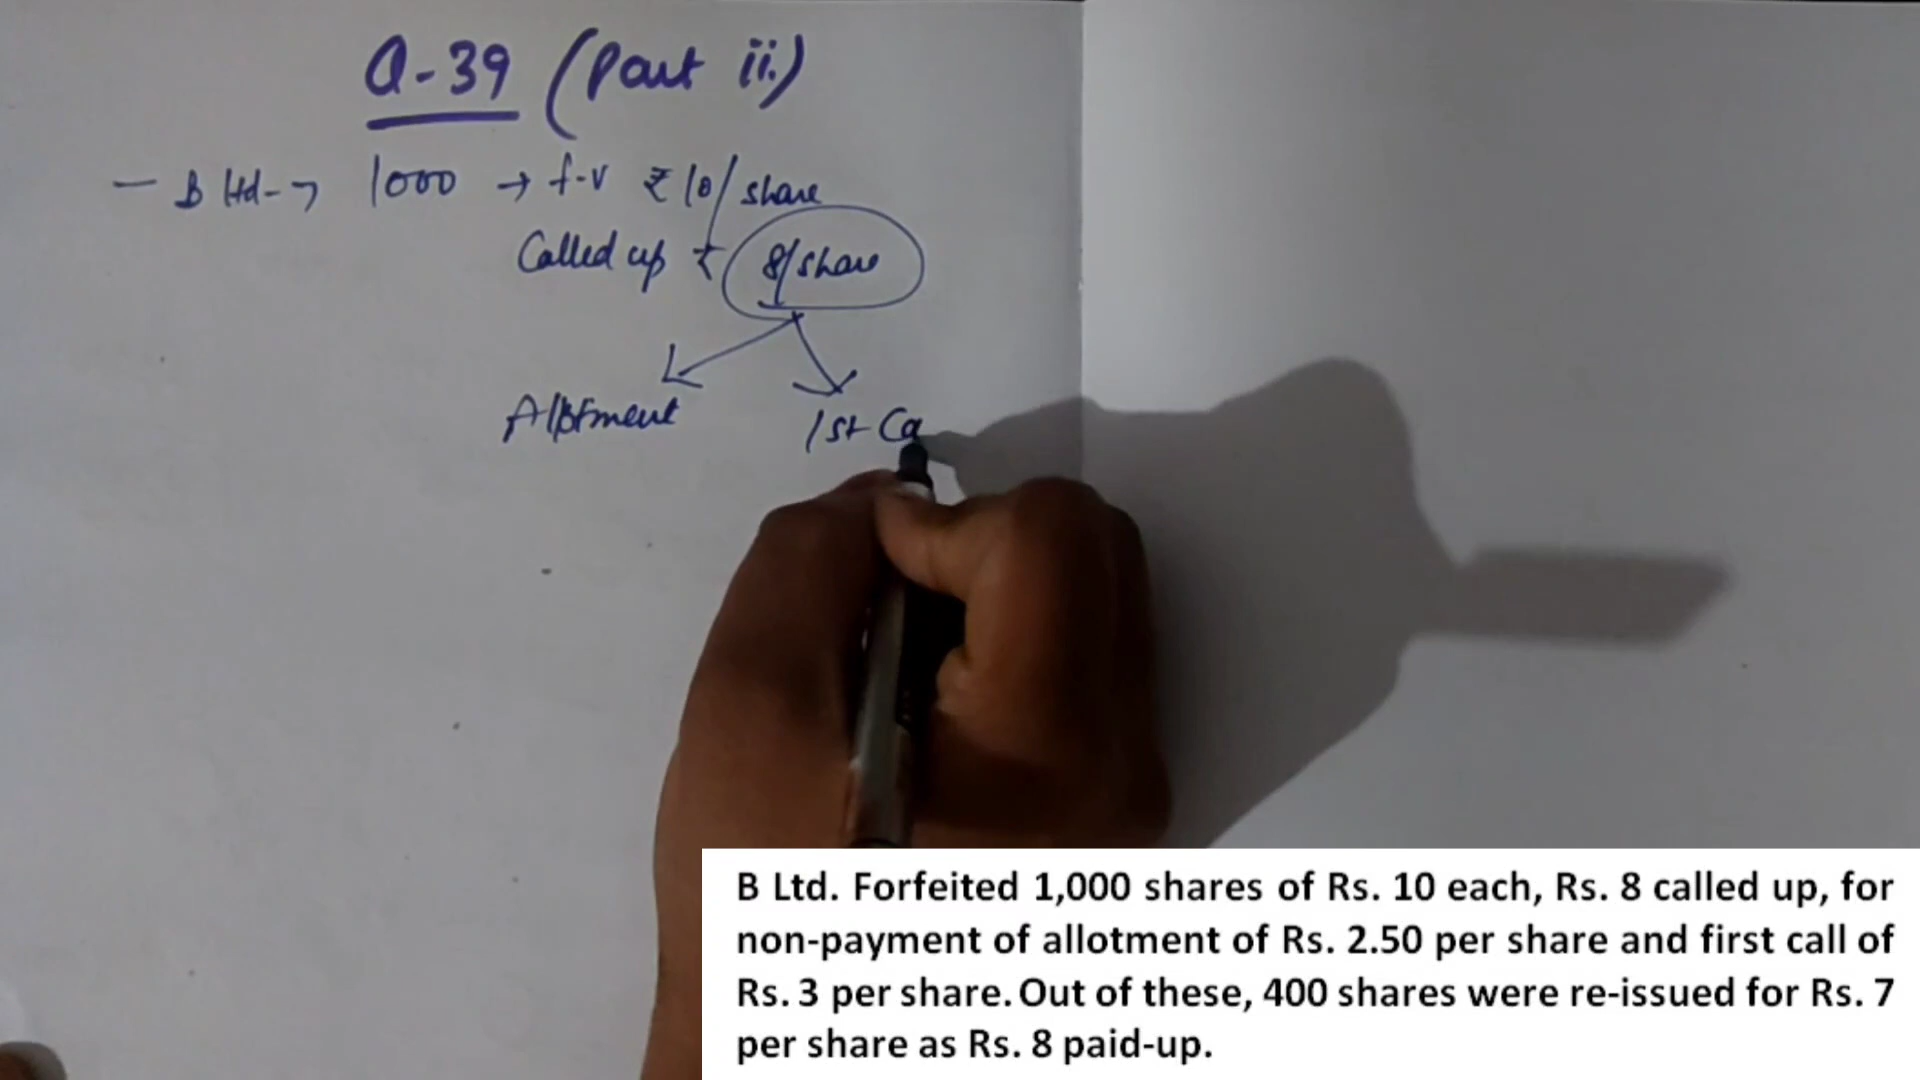 Q-39 (Part ii.)
- B Ltd- → 1000 → f-v ₹ 10/share
Called up ₹ 8/share
Allotment 1st Ca
B Ltd. Forfeited 1,000 shares of Rs. 10 each, Rs. 8 called up, for
non-payment of allotment of Rs. 2.50 per share and first call of
Rs. 3 per share. Out of these, 400 shares were re-issued for Rs. 7
per share as Rs. 8 paid-up.